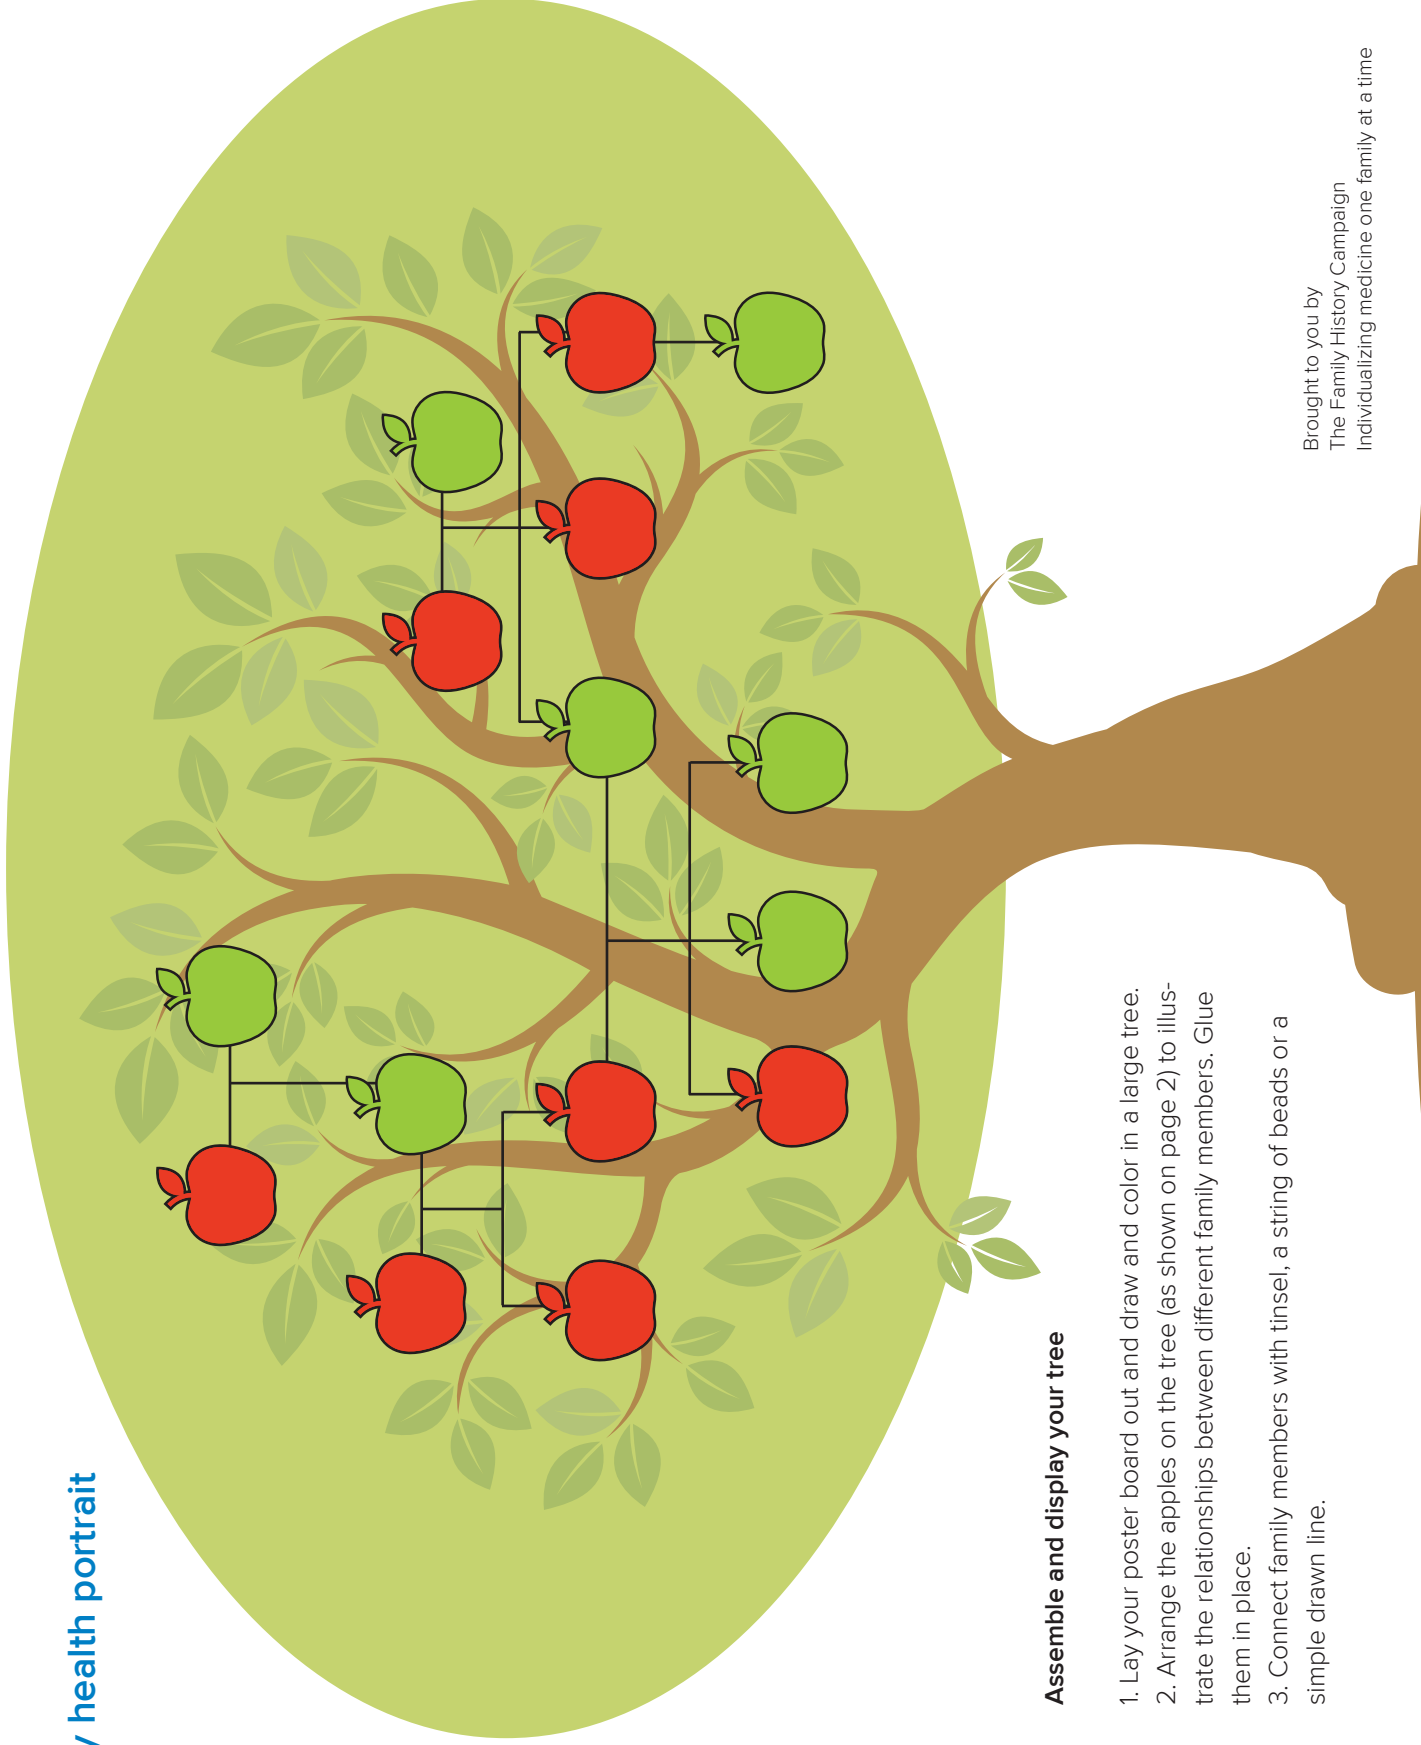 y health portrait
Assemble and display your tree
1. Lay your poster board out and draw and color in a large tree.
2. Arrange the apples on the tree (as shown on page 2) to illus-
trate the relationships between different family members. Glue
them in place.
3. Connect family members with tinsel, a string of beads or a
simple drawn line.
Brought to you by
The Family History Campaign
Individualizing medicine one family at a time